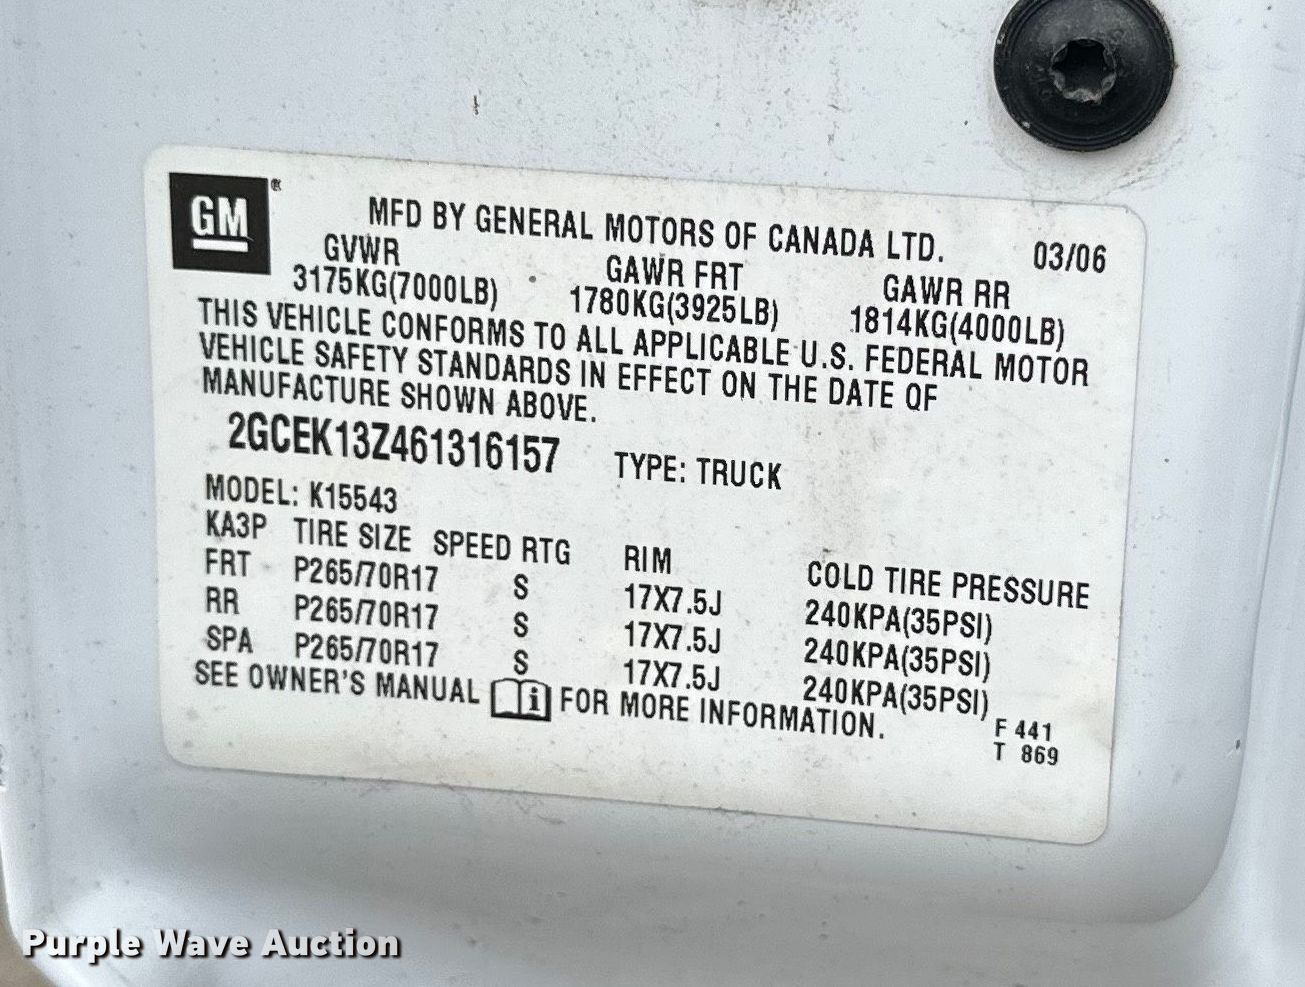 GM ®
MFD BY GENERAL MOTORS OF CANADA LTD. 03/06
GVWR GAWR FRT GAWR RR
3175KG(7000LB) 1780KG(3925LB) 1814KG(4000LB)
THIS VEHICLE CONFORMS TO ALL APPLICABLE U.S. FEDERAL MOTOR
VEHICLE SAFETY STANDARDS IN EFFECT ON THE DATE OF
MANUFACTURE SHOWN ABOVE.
2GCEK13Z461316157 TYPE: TRUCK
MODEL: K15543
KA3P TIRE SIZE SPEED RTG RIM COLD TIRE PRESSURE
FRT P265/70R17 S 17X7.5J 240KPA(35PSI)
RR P265/70R17 S 17X7.5J 240KPA(35PSI)
SPA P265/70R17 S 17X7.5J 240KPA(35PSI)
SEE OWNER'S MANUAL i FOR MORE INFORMATION.
F 441
T 869
Purple Wave Auction